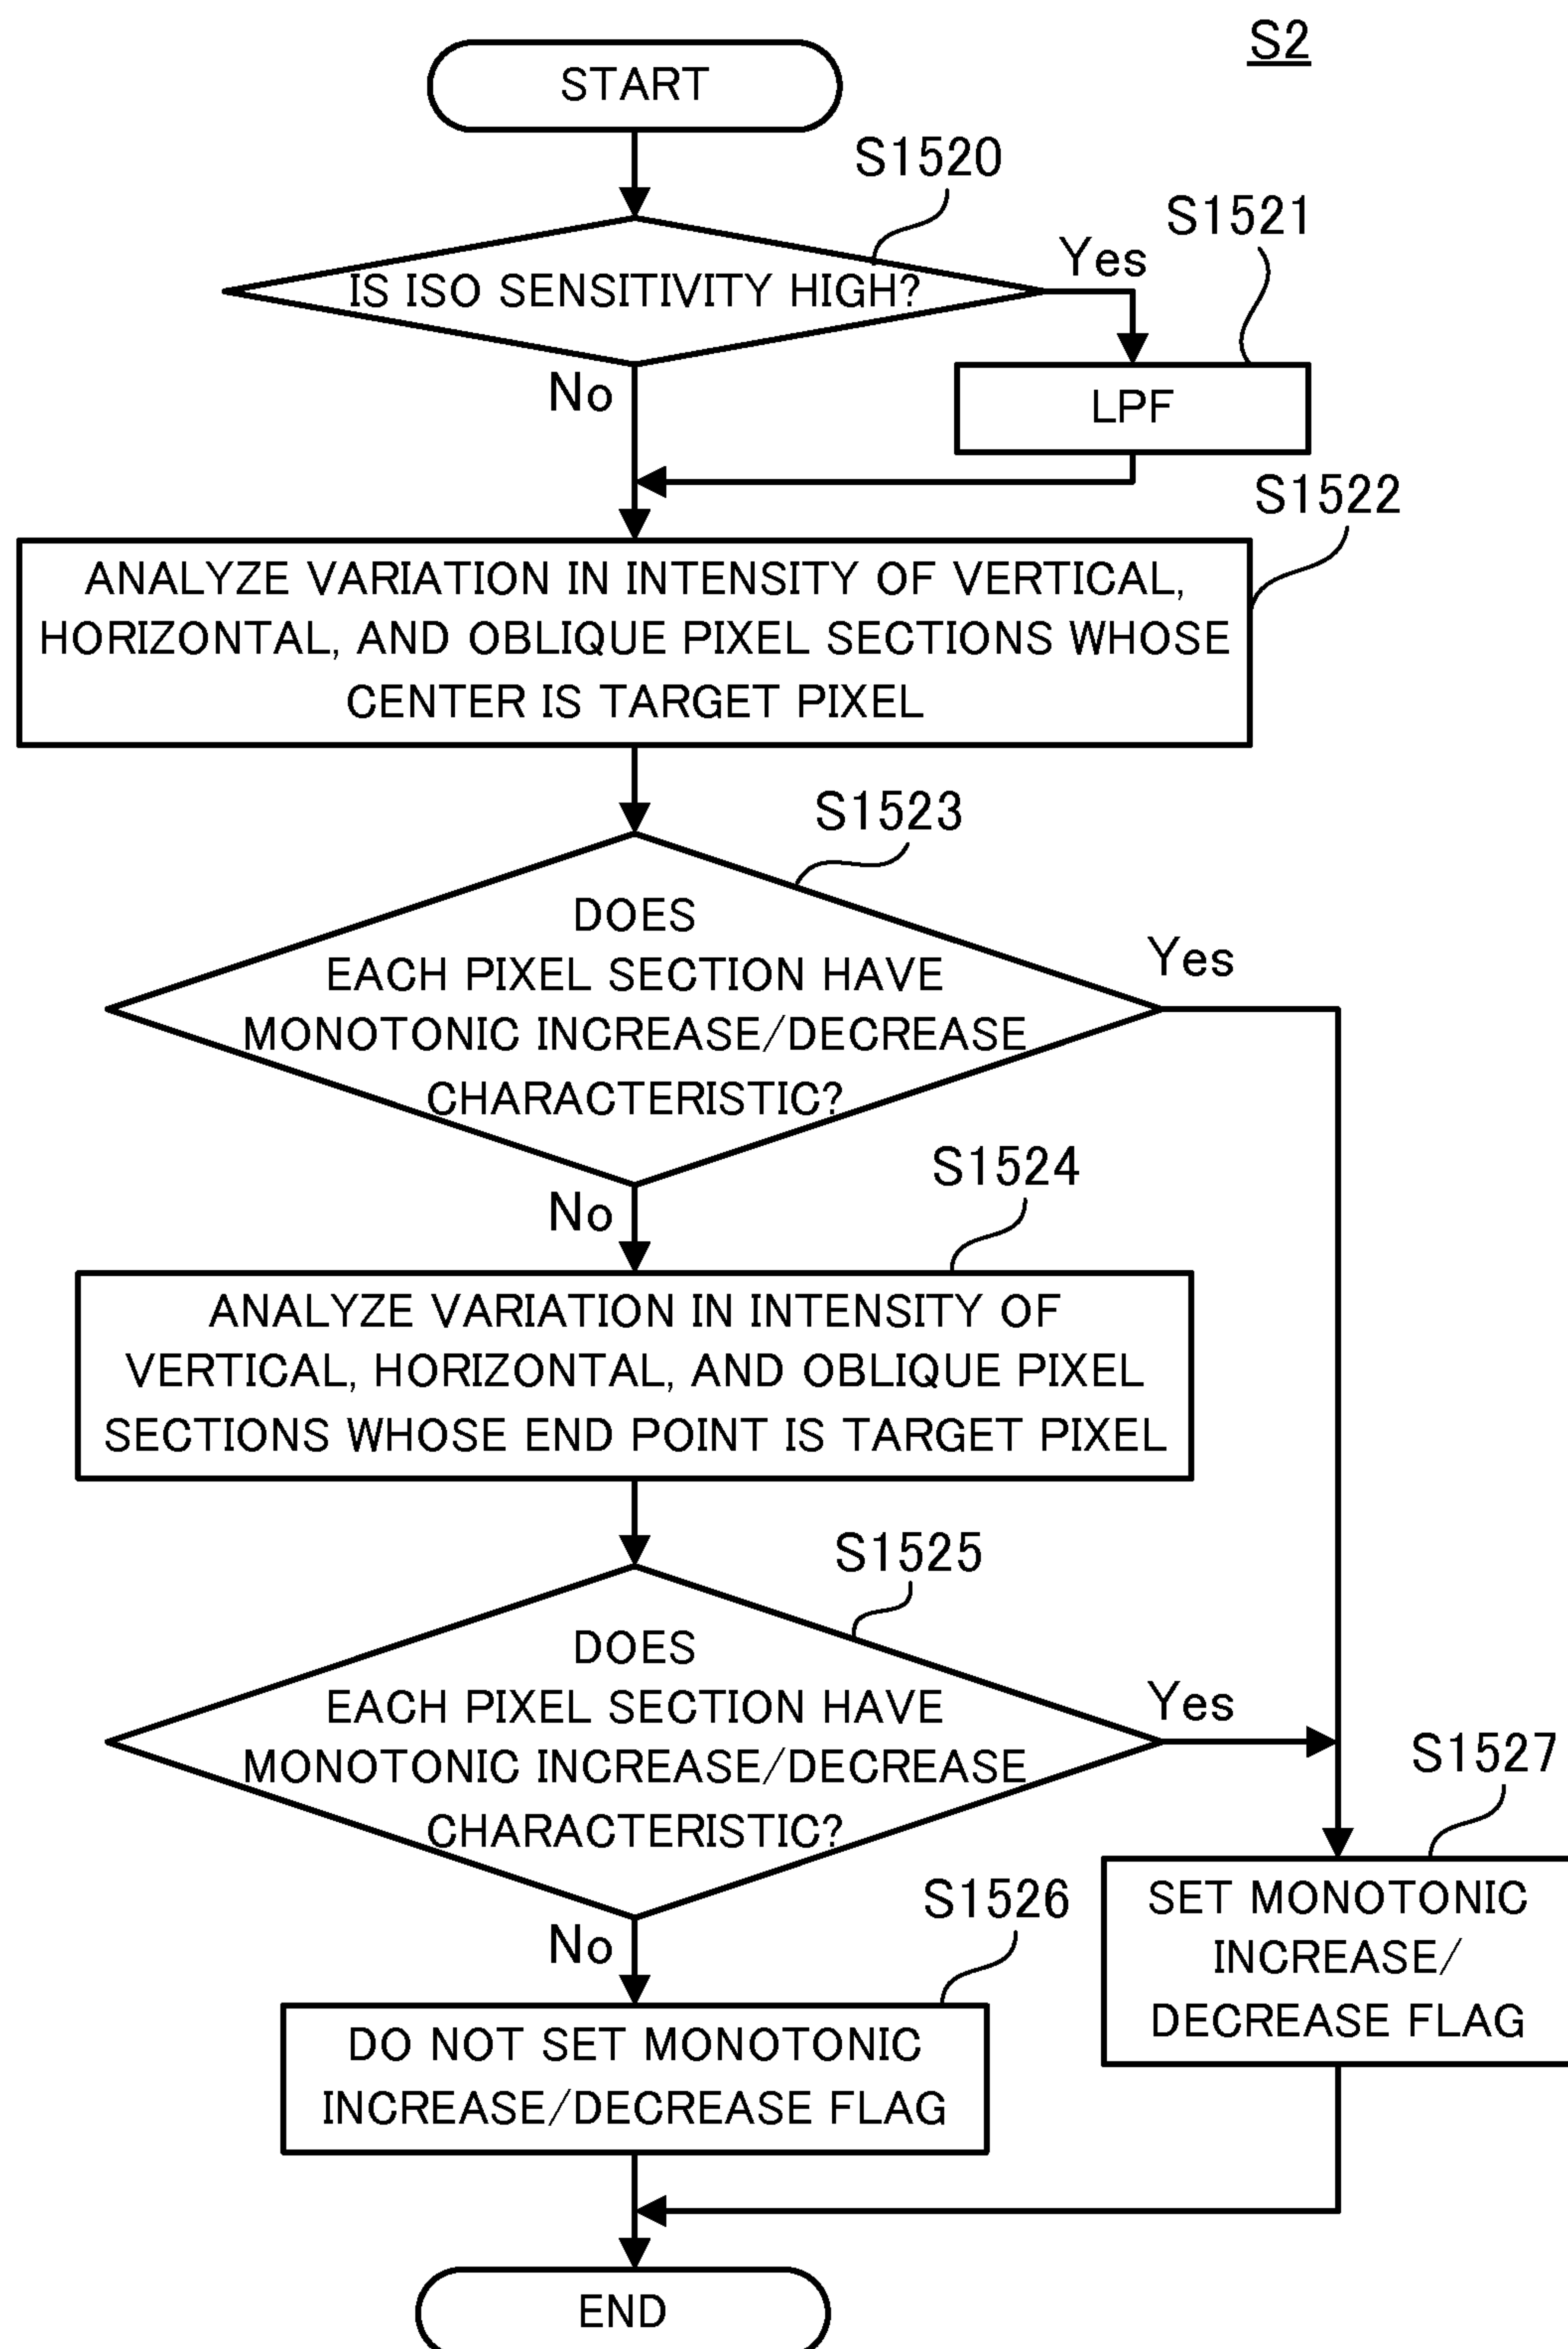 S2
START
S1520
IS ISO SENSITIVITY HIGH?
Yes
S1521
LPF
No
S1522
ANALYZE VARIATION IN INTENSITY OF VERTICAL,
HORIZONTAL, AND OBLIQUE PIXEL SECTIONS WHOSE
CENTER IS TARGET PIXEL
S1523
DOES
EACH PIXEL SECTION HAVE
MONOTONIC INCREASE/DECREASE
CHARACTERISTIC?
Yes
No
S1524
ANALYZE VARIATION IN INTENSITY OF
VERTICAL, HORIZONTAL, AND OBLIQUE PIXEL
SECTIONS WHOSE END POINT IS TARGET PIXEL
S1525
DOES
EACH PIXEL SECTION HAVE
MONOTONIC INCREASE/DECREASE
CHARACTERISTIC?
Yes
No
S1527
SET MONOTONIC
INCREASE/
DECREASE FLAG
S1526
DO NOT SET MONOTONIC
INCREASE/DECREASE FLAG
END